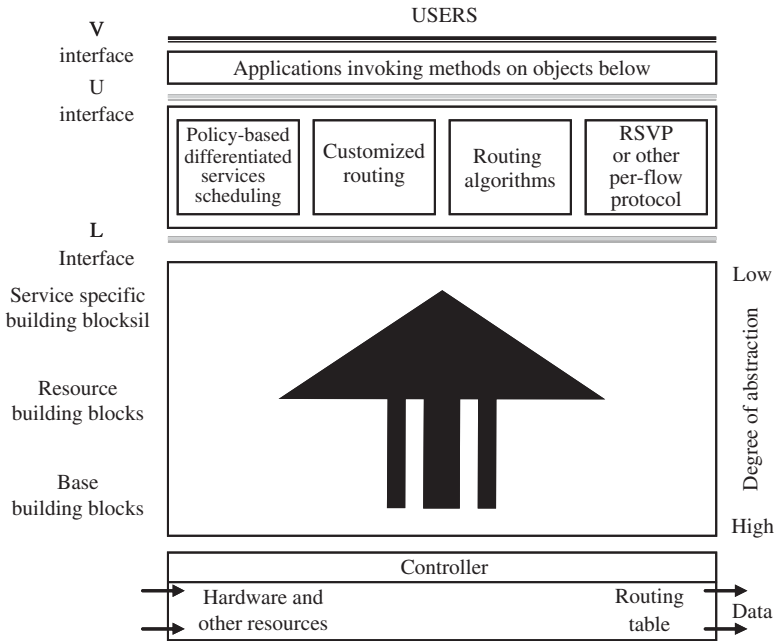 USERS
V
interface
Applications invoking methods on objects below
U
interface
Policy-based
differentiated
services
scheduling
Customized
routing
Routing
algorithms
RSVP
or other
per-flow
protocol
L
Interface
Service specific
building blocksil
Resource
building blocks
Base
building blocks
Low
Degree of abstraction
High
Controller
Hardware and
other resources
Routing
table
Data